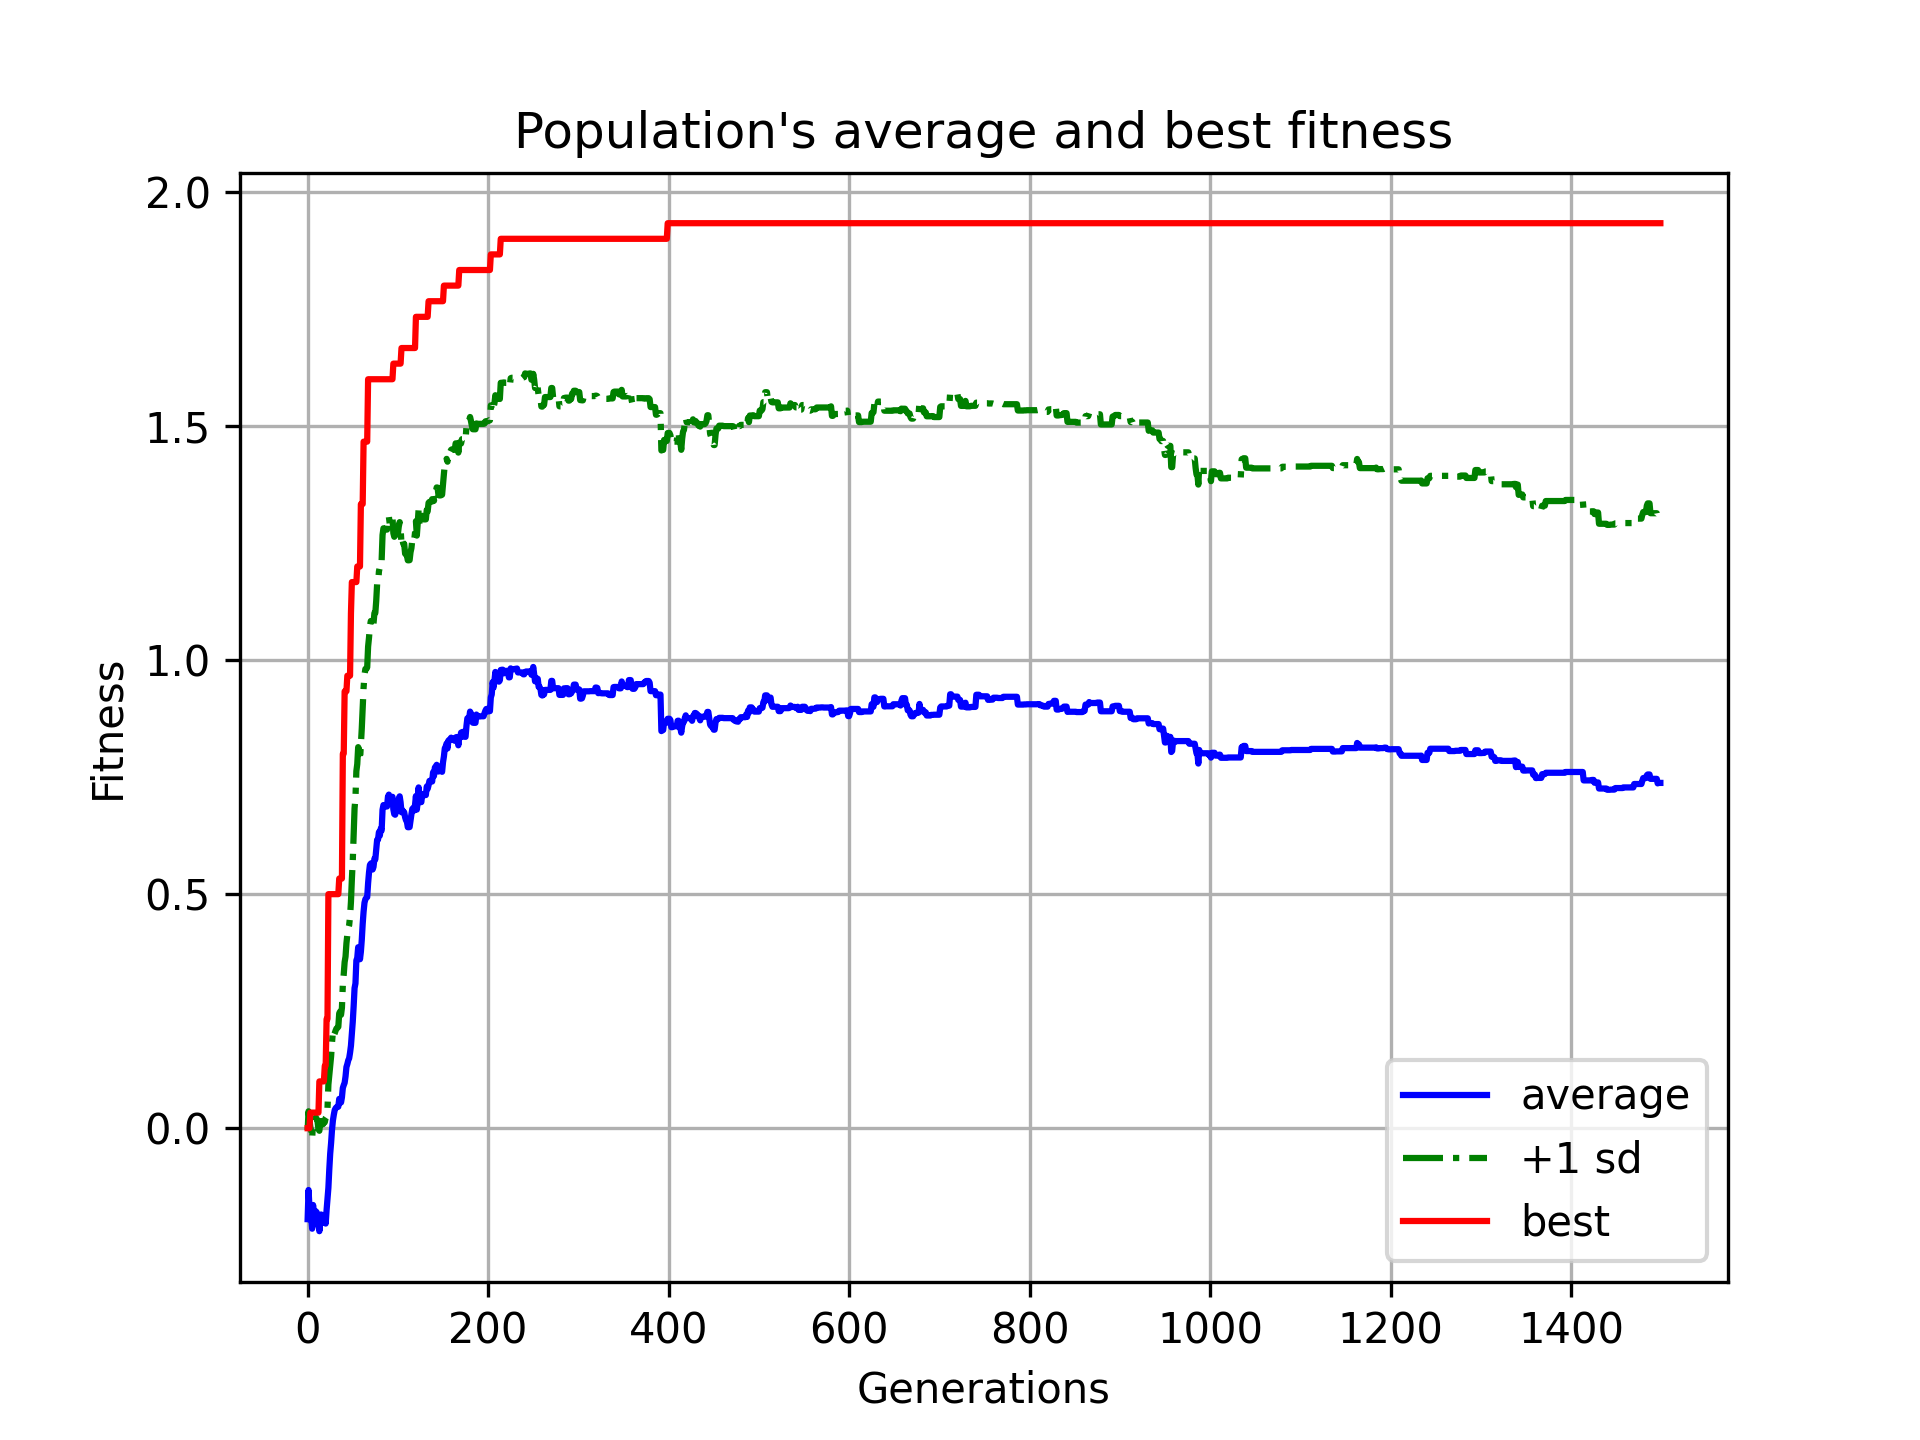 Population's average and best fitness
2.0
1.5
1.0
0.5
0.0
Fitness
0 200 400 600 800 1000 1200 1400
Generations
average
+1 sd
best